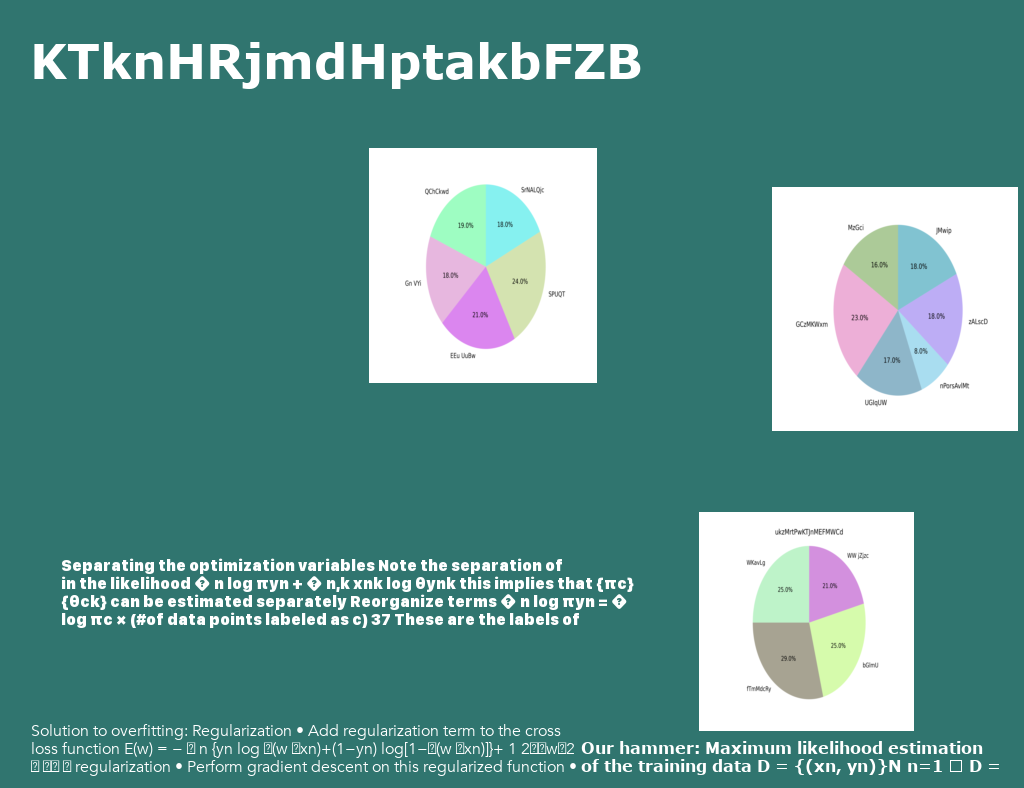 KTknHRjmdHptakbFZB
QChCkwd
SrNALQjc
19.0%
18.0%
Gn VYi
18.0%
24.0%
SPUQT
21.0%
EEu UuBw
MzGci
JMwip
16.0%
18.0%
GCzMKWxm
23.0%
18.0%
zALscD
8.0%
17.0%
nPorsAvIMt
UGIqUW
ukzMrtPwKTJnMEFMWCd
WKavLg
WW jZjzc
25.0%
21.0%
25.0%
29.0%
bGImU
fTmMdcRy
Separating the optimization variables Note the separation of
in the likelihood � n log πyn + � n,k xnk log θynk this implies that {πc}
{θck} can be estimated separately Reorganize terms � n log πyn = �
log πc × (#of data points labeled as c) 37 These are the labels of
Solution to overfitting: Regularization • Add regularization term to the cross
loss function E(w) = − n {yn log (w xn)+(1−yn) log[1−(w xn)]}+ 1 2w2
regularization • Perform gradient descent on this regularized function •
Our hammer: Maximum likelihood estimation
of the training data D = {(xn, yn)}N n=1 D =